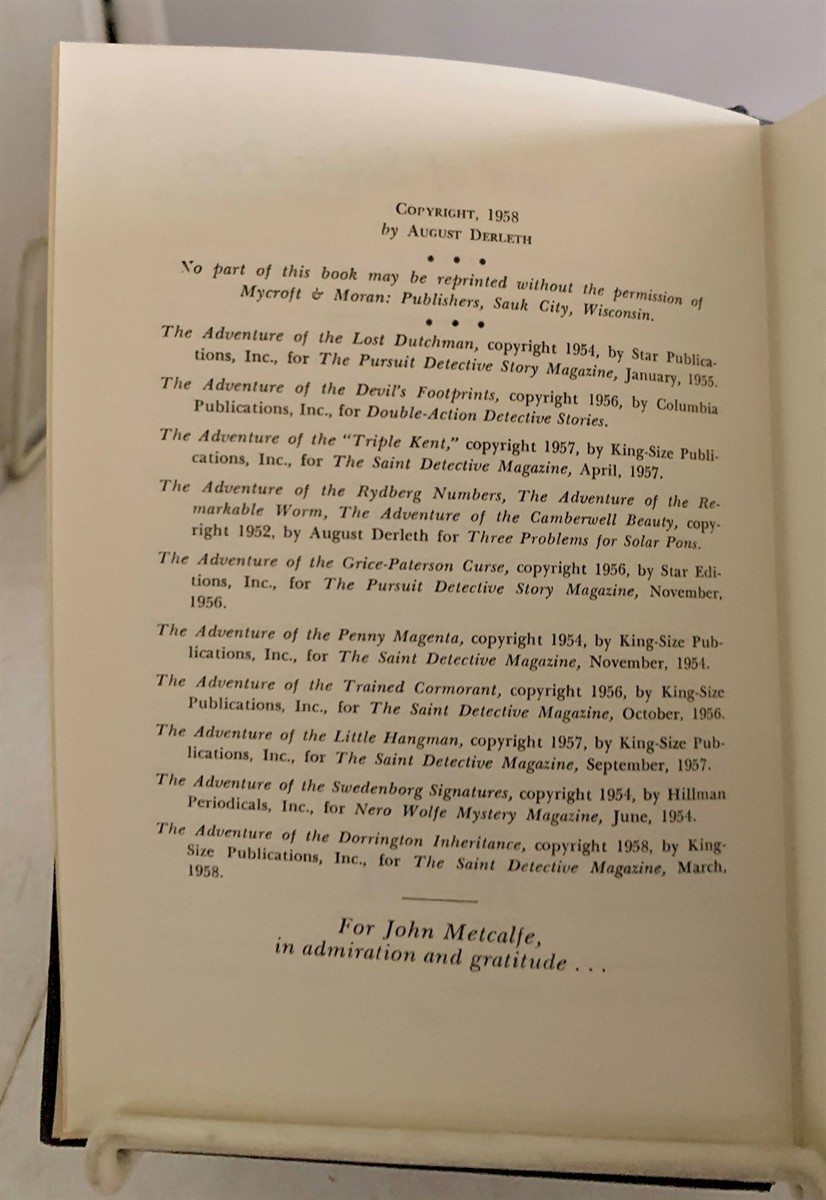 COPYRIGHT, 1958
by AUGUST DERLETH
• • •
No part of this book may be reprinted without the permission of
Mycroft & Moran: Publishers, Sauk City, Wisconsin.
• • •
The Adventure of the Lost Dutchman, copyright 1954, by Star Publica-
tions, Inc., for The Pursuit Detective Story Magazine, January, 1955.
The Adventure of the Devil's Footprints, copyright 1956, by Columbia
Publications, Inc., for Double-Action Detective Stories.
The Adventure of the "Triple Kent," copyright 1957, by King-Size Publi-
cations, Inc., for The Saint Detective Magazine, April, 1957.
The Adventure of the Rydberg Numbers, The Adventure of the Re-
markable Worm, The Adventure of the Camberwell Beauty, copy-
right 1952, by August Derleth for Three Problems for Solar Pons.
The Adventure of the Grice-Paterson Curse, copyright 1956, by Star Edi-
tions, Inc., for The Pursuit Detective Story Magazine, November,
1956.
The Adventure of the Penny Magenta, copyright 1954, by King-Size Pub-
lications, Inc., for The Saint Detective Magazine, November, 1954.
The Adventure of the Trained Cormorant, copyright 1956, by King-Size
Publications, Inc., for The Saint Detective Magazine, October, 1956.
The Adventure of the Little Hangman, copyright 1957, by King-Size Pub-
lications, Inc., for The Saint Detective Magazine, September, 1957.
The Adventure of the Swedenborg Signatures, copyright 1954, by Hillman
Periodicals, Inc., for Nero Wolfe Mystery Magazine, June, 1954.
The Adventure of the Dorrington Inheritance, copyright 1958, by King-
Size Publications, Inc., for The Saint Detective Magazine, March,
1958.
For John Metcalfe,
in admiration and gratitude . . .